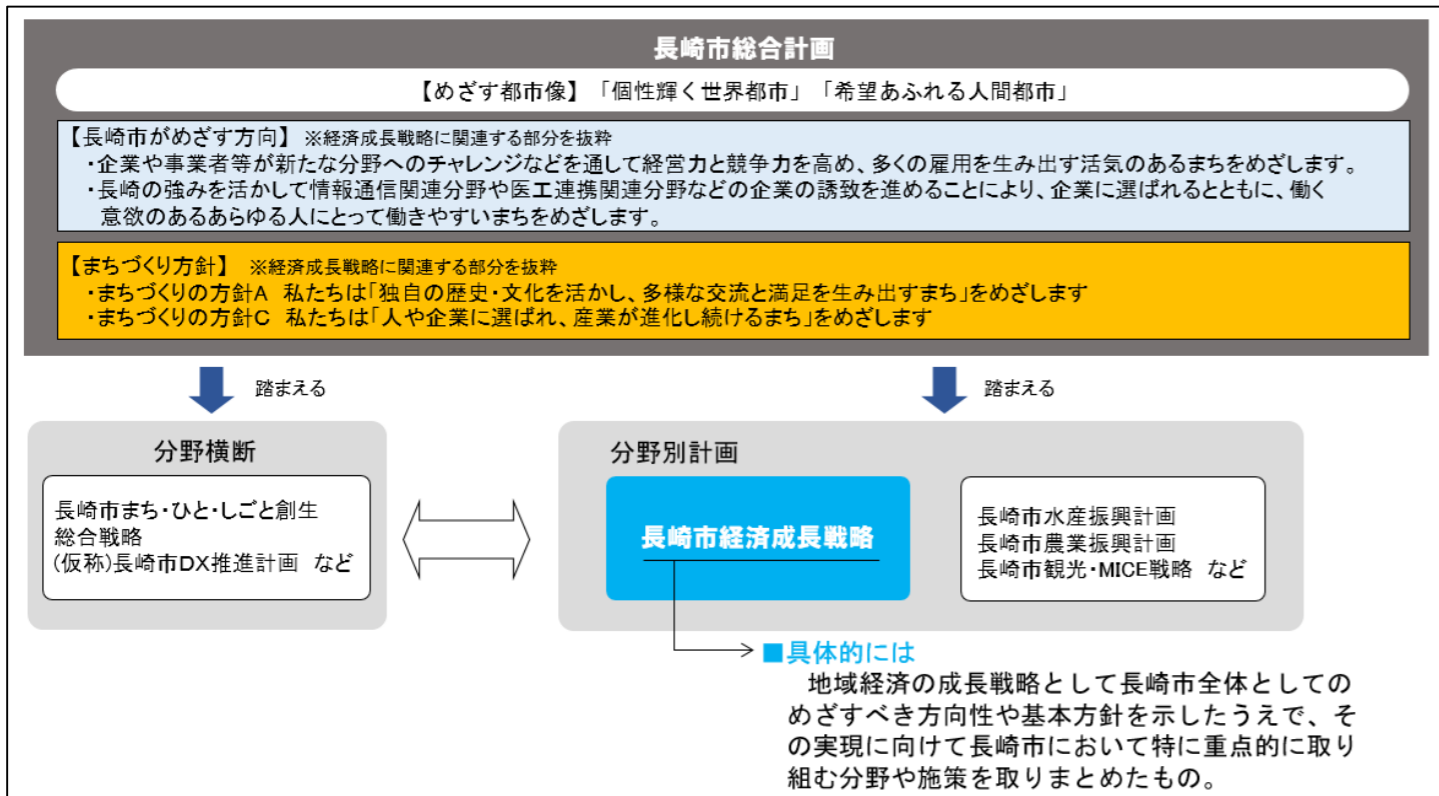 長崎市総合計画
【めざす都市像】「個性輝く世界都市」「希望あふれる人間都市」
【長崎市がめざす方向】 ※経済成長戦略に関連する部分を抜粋
・企業や事業者等が新たな分野へのチャレンジなどを通して経営力と競争力を高め、多くの雇用を生み出す活気のあるまちをめざします。
・長崎の強みを活かして情報通信関連分野や医工連携関連分野などの企業の誘致を進めることにより、企業に選ばれるとともに、働く
意欲のあるあらゆる人にとって働きやすいまちをめざします。
【まちづくり方針】 ※経済成長戦略に関連する部分を抜粋
・まちづくりの方針A 私たちは「独自の歴史・文化を活かし、多様な交流と満足を生み出すまち」をめざします
・まちづくりの方針C 私たちは「人や企業に選ばれ、産業が進化し続けるまち」をめざします
踏まえる
踏まえる
分野横断
長崎市まち・ひと・しごと創生
総合戦略
(仮称)長崎市DX推進計画 など
分野別計画
長崎市経済成長戦略
長崎市水産振興計画
長崎市農業振興計画
長崎市観光・MICE戦略 など
■具体的には
地域経済の成長戦略として長崎市全体としての
めざすべき方向性や基本方針を示したうえで、そ
の実現に向けて長崎市において特に重点的に取り
組む分野や施策を取りまとめたもの。